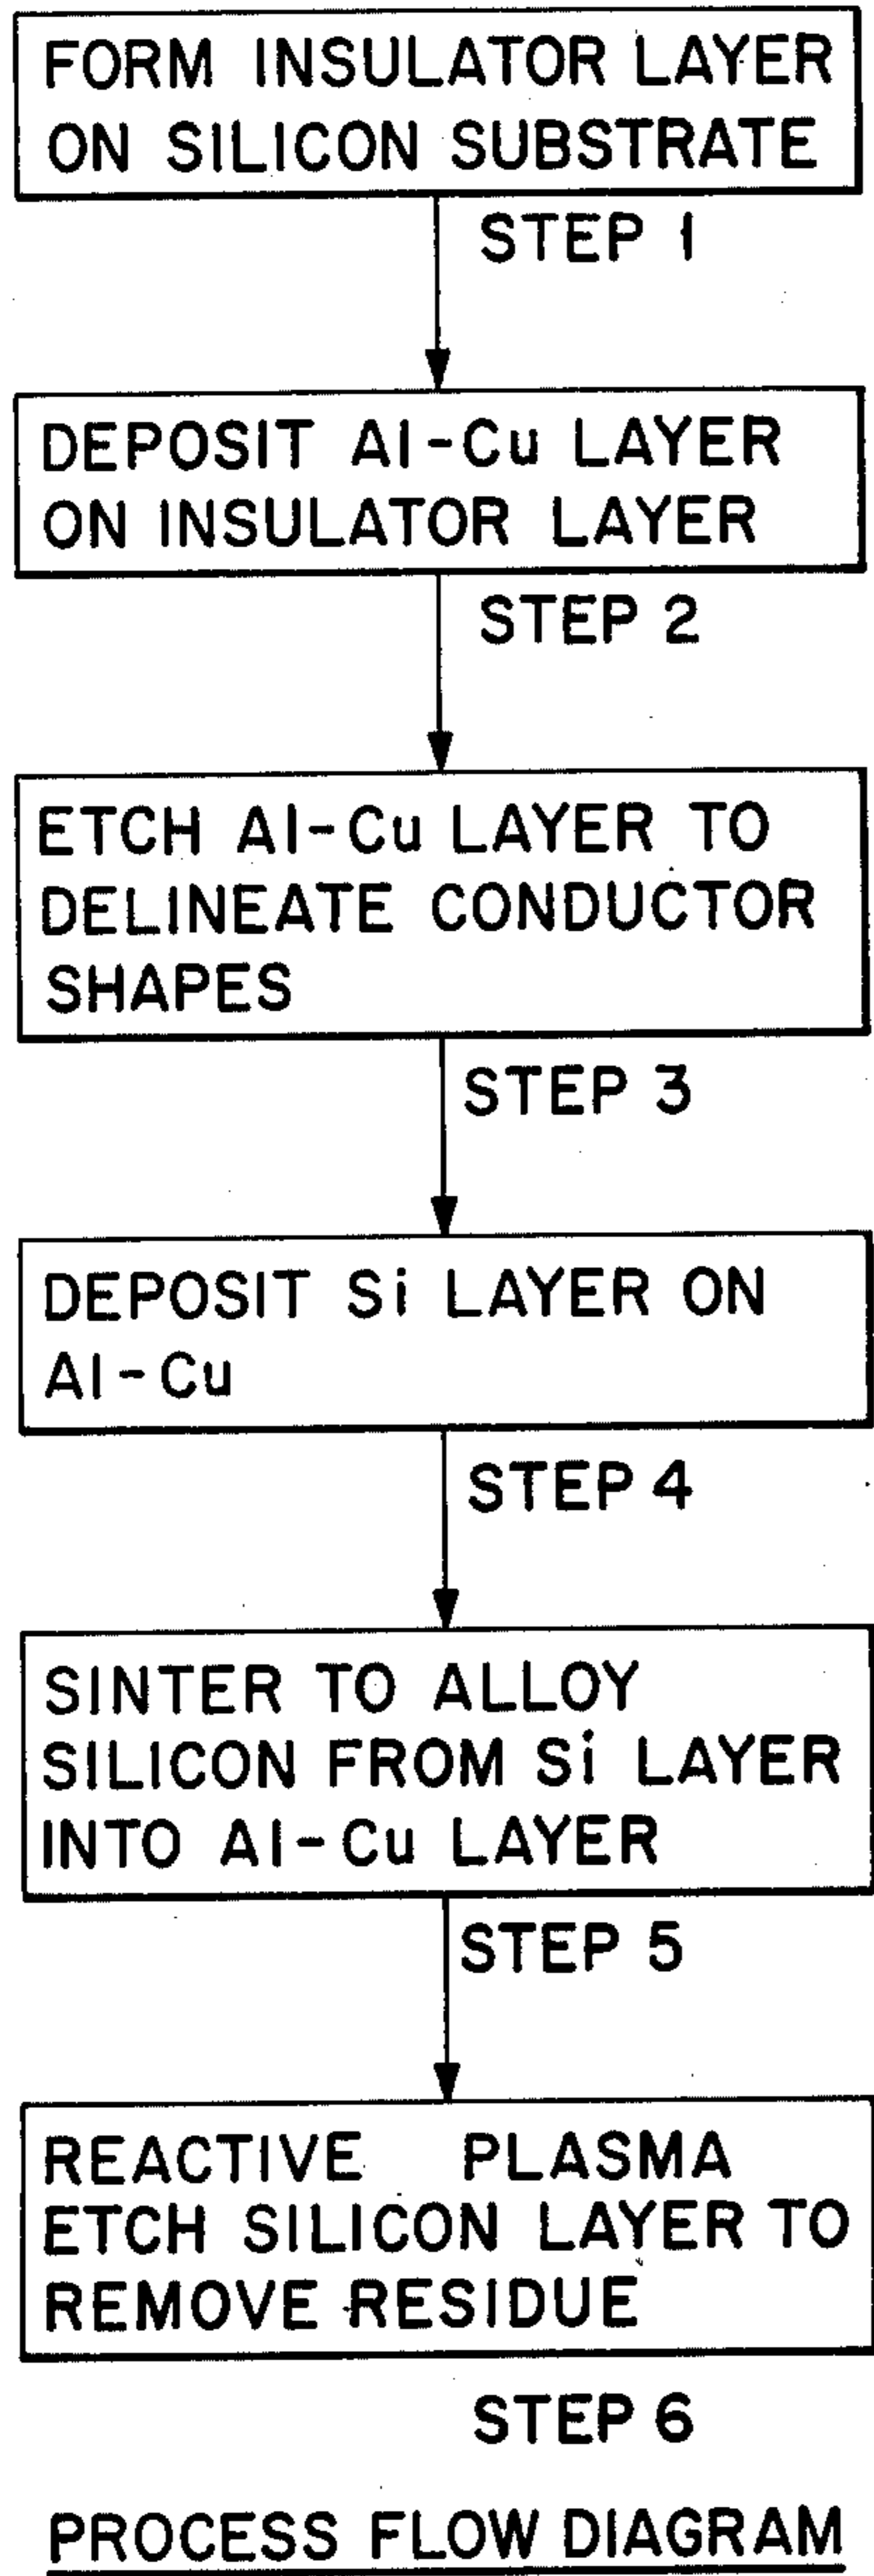 FORM INSULATOR LAYER
ON SILICON SUBSTRATE
STEP 1
DEPOSIT Al-Cu LAYER
ON INSULATOR LAYER
STEP 2
ETCH Al-Cu LAYER TO
DELINEATE CONDUCTOR
SHAPES
STEP 3
DEPOSIT Si LAYER ON
Al-Cu
STEP 4
SINTER TO ALLOY
SILICON FROM Si LAYER
INTO Al-Cu LAYER
STEP 5
REACTIVE PLASMA
ETCH SILICON LAYER TO
REMOVE RESIDUE
STEP 6
PROCESS FLOW DIAGRAM